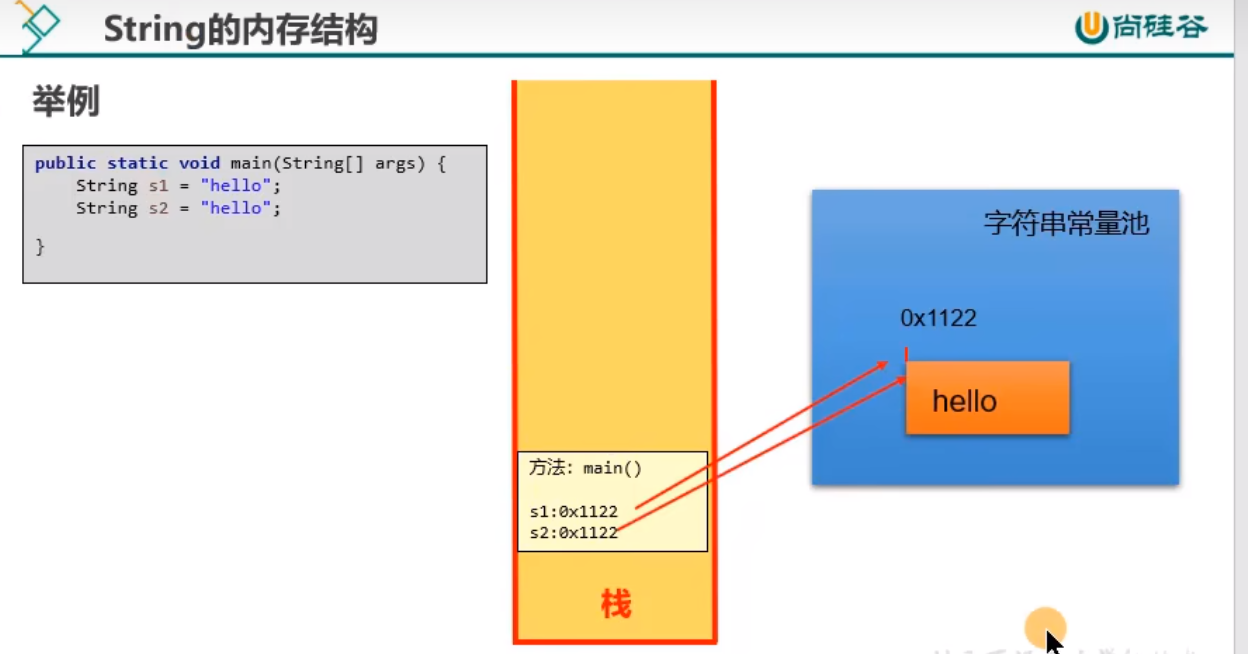 String的内存结构
尚硅谷
举例
public static void main(String[] args) {
String s1 = "hello";
String s2 = "hello";
}
字符串常量池
0x1122
hello
方法: main()
s1:0x1122
s2:0x1122
栈